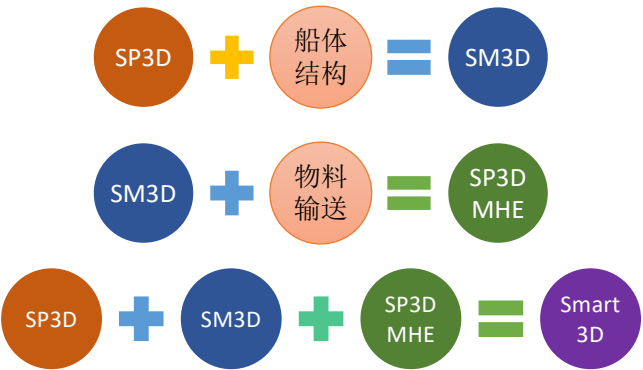 SP3D
船体
结构
SM3D
SM3D
物料
输送
SP3D
MHE
SP3D
SM3D
SP3D
MHE
Smart
3D